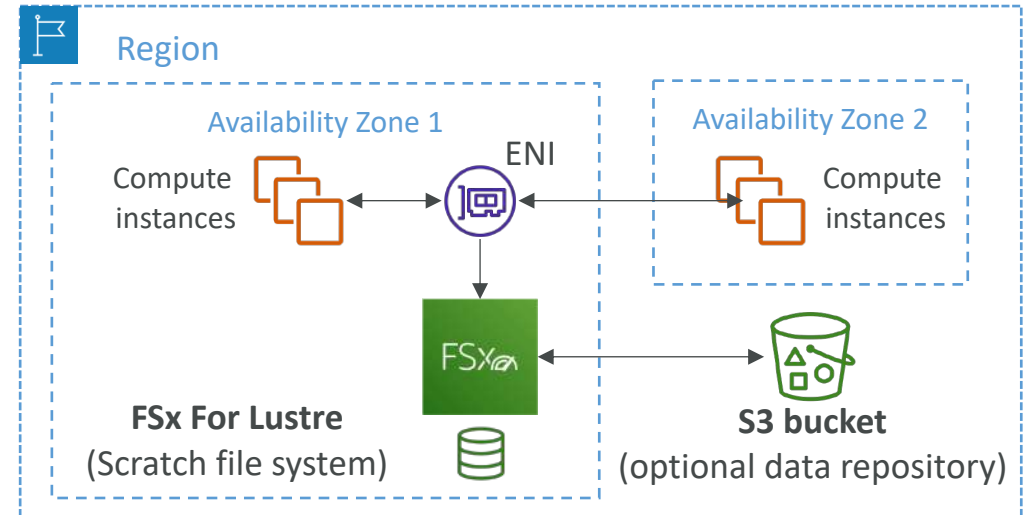 Region
Availability Zone 1
Availability Zone 2
ENI
Compute
instances
Compute
instances
FSx
FSx For Lustre
(Scratch file system)
S3 bucket
(optional data repository)